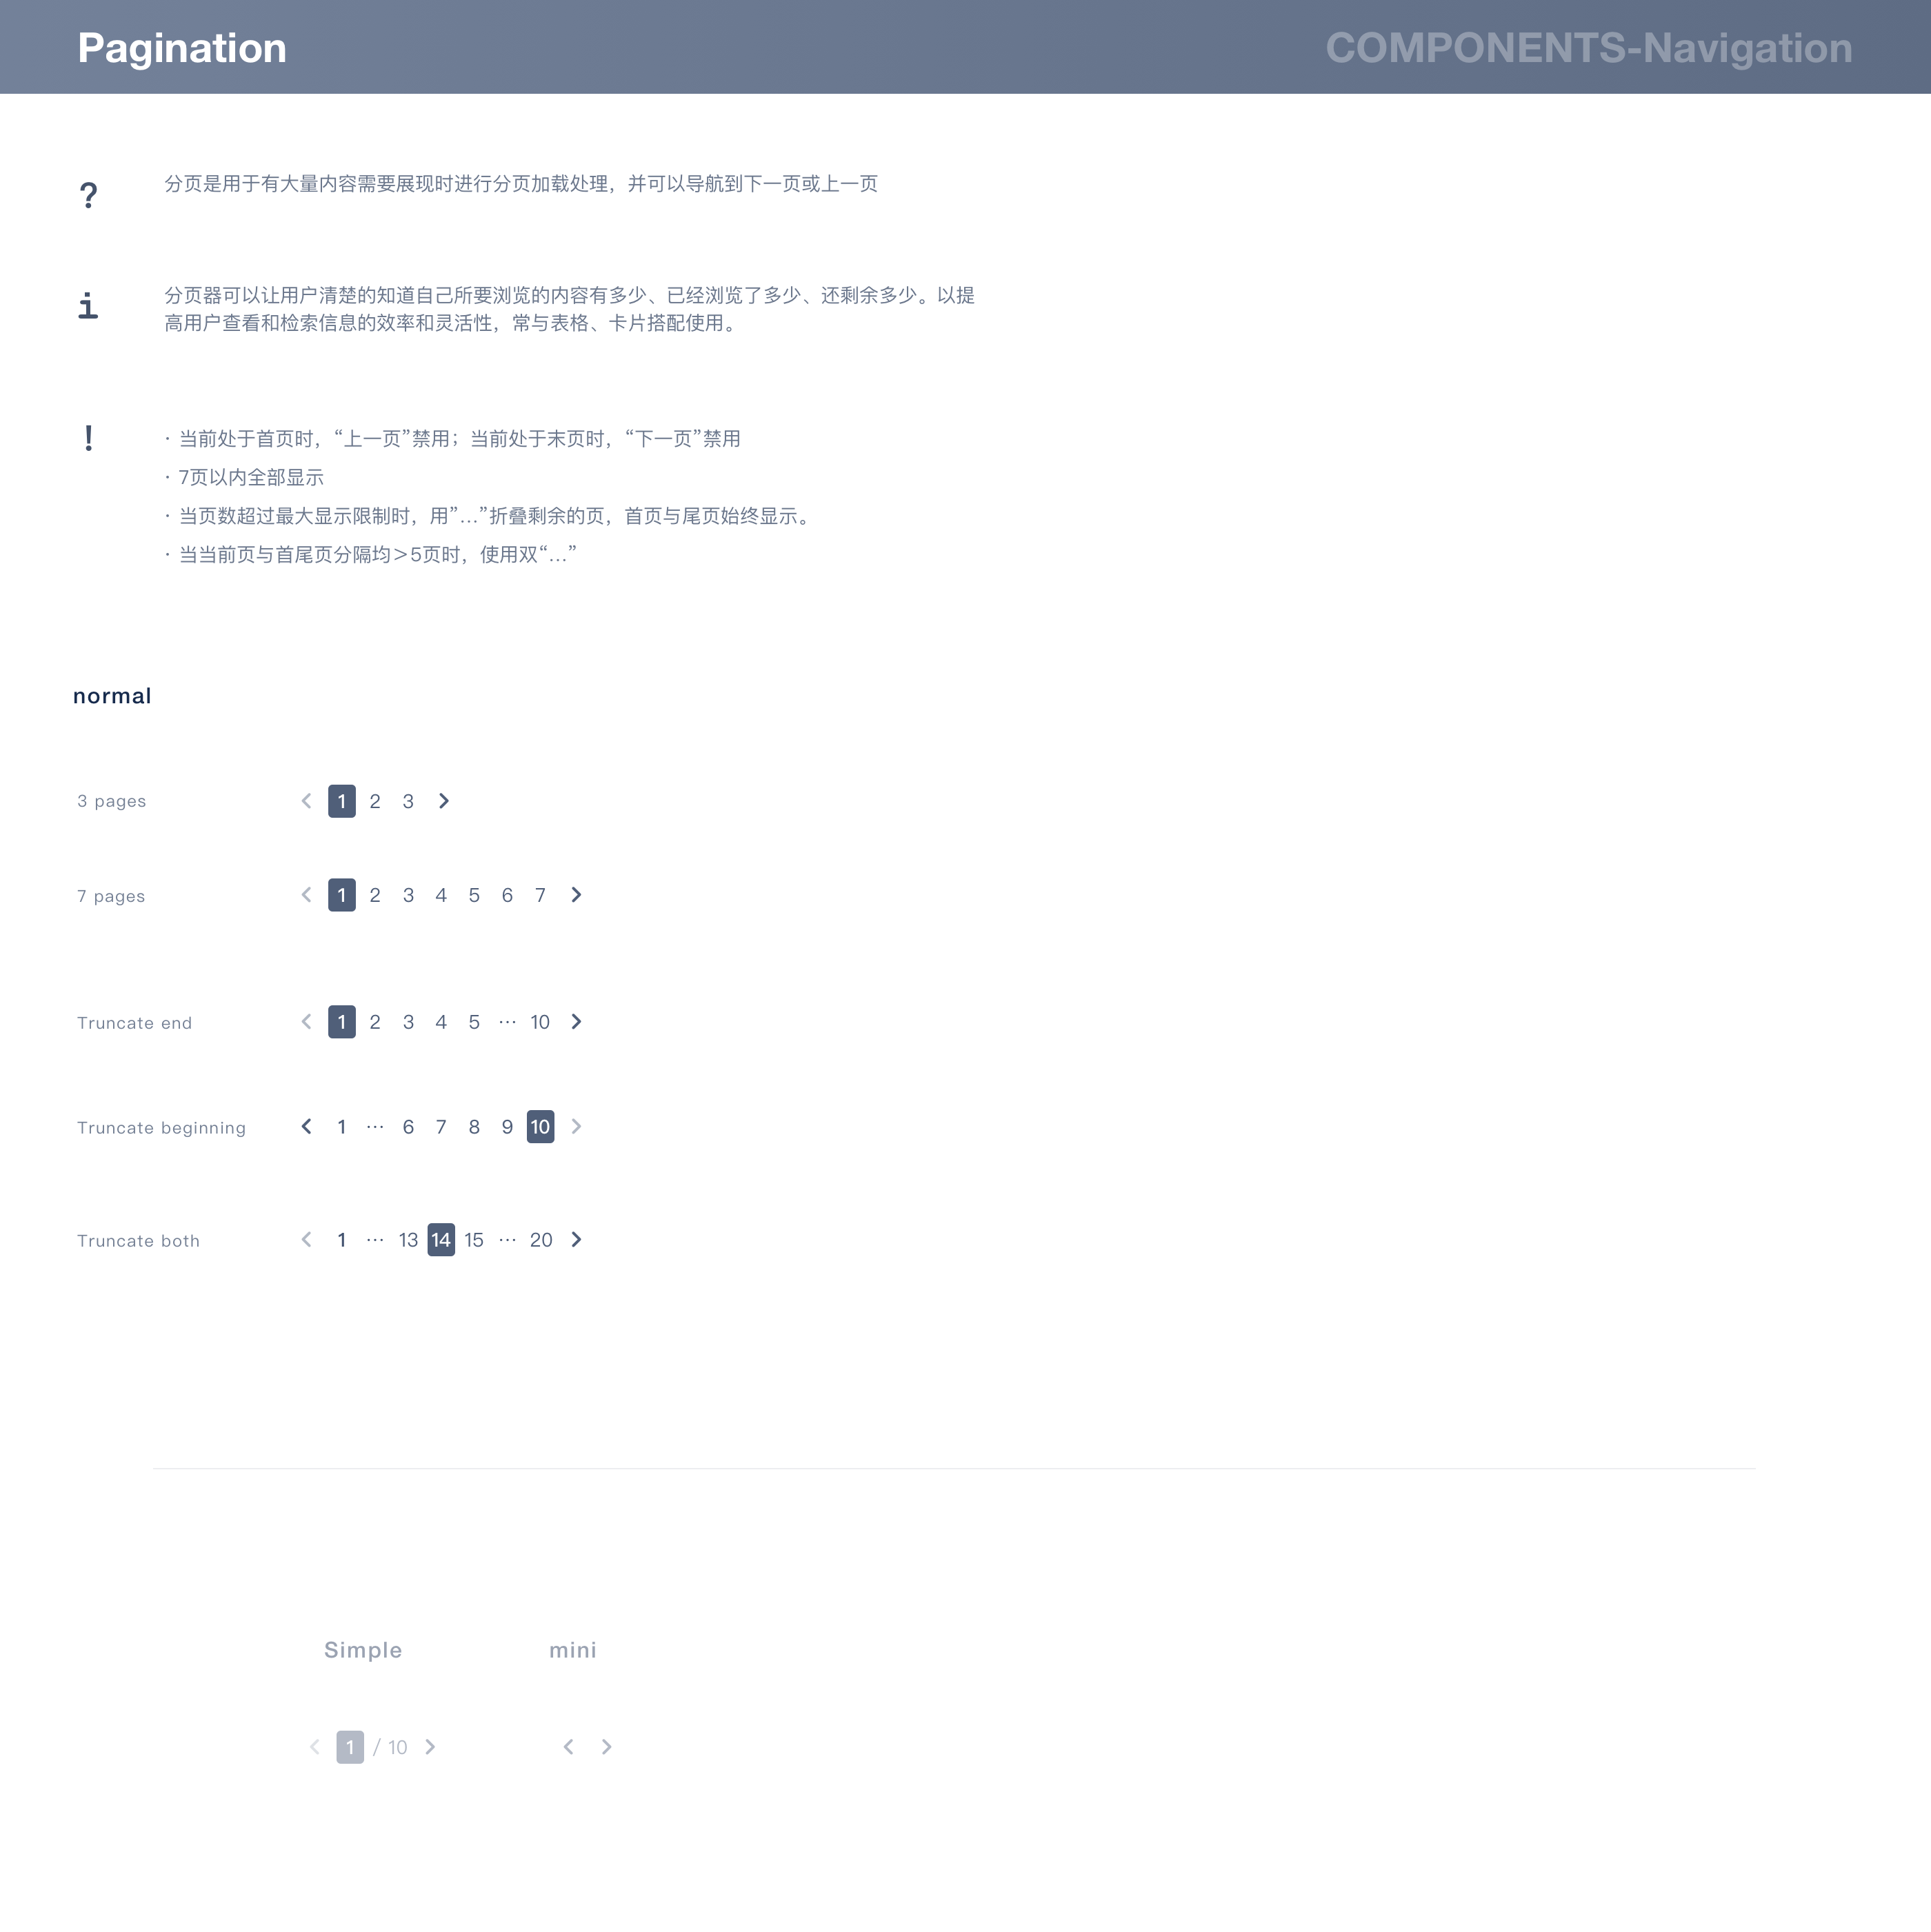 Pagination
COMPONENTS-Navigation
?
分页是用于有大量内容需要展现时进行分页加载处理，并可以导航到下一页或上一页
i
分页器可以让用户清楚的知道自己所要浏览的内容有多少、已经浏览了多少、还剩余多少。以提
高用户查看和检索信息的效率和灵活性，常与表格、卡片搭配使用。
!
· 当前处于首页时，“上一页”禁用；当前处于末页时，“下一页”禁用
· 7页以内全部显示
· 当页数超过最大显示限制时，用”...”折叠剩余的页，首页与尾页始终显示。
· 当当前页与首尾页分隔均＞5页时，使用双“...”
normal
3 pages 1 2 3
7 pages 1 2 3 4 5 6 7
Truncate end 1 2 3 4 5 ··· 10
Truncate beginning 1 ··· 6 7 8 9 10
Truncate both 1 ··· 13 14 15 ··· 20
Simple mini
1 / 10